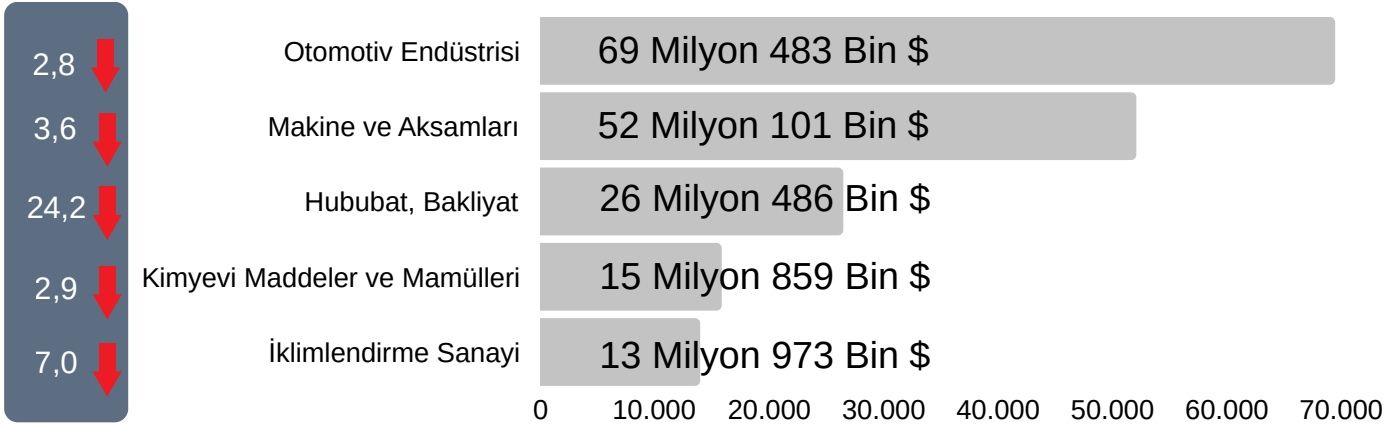 2,8 Otomotiv Endüstrisi 69 Milyon 483 Bin $
3,6 Makine ve Aksamları 52 Milyon 101 Bin $
24,2 Hububat, Bakliyat 26 Milyon 486 Bin $
2,9 Kimyevi Maddeler ve Mamülleri 15 Milyon 859 Bin $
7,0 İklimlendirme Sanayi 13 Milyon 973 Bin $
0 10.000 20.000 30.000 40.000 50.000 60.000 70.000